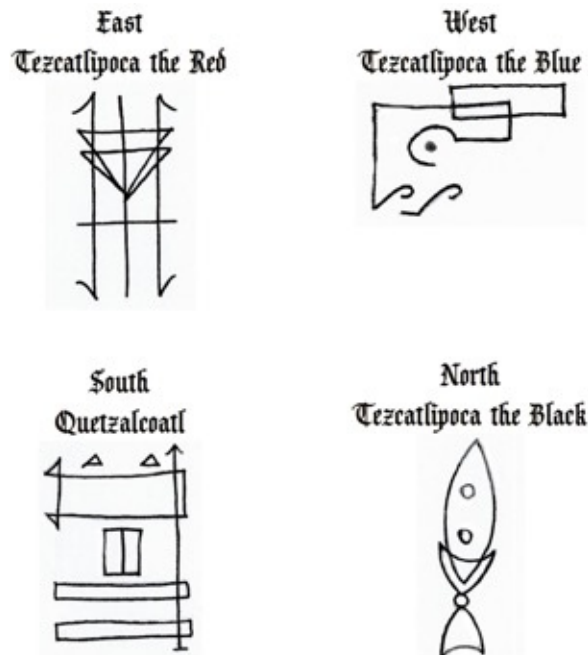 East
Tezcatlipoca the Red
West
Tezcatlipoca the Blue
South
Quetzalcoatl
North
Tezcatlipoca the Black